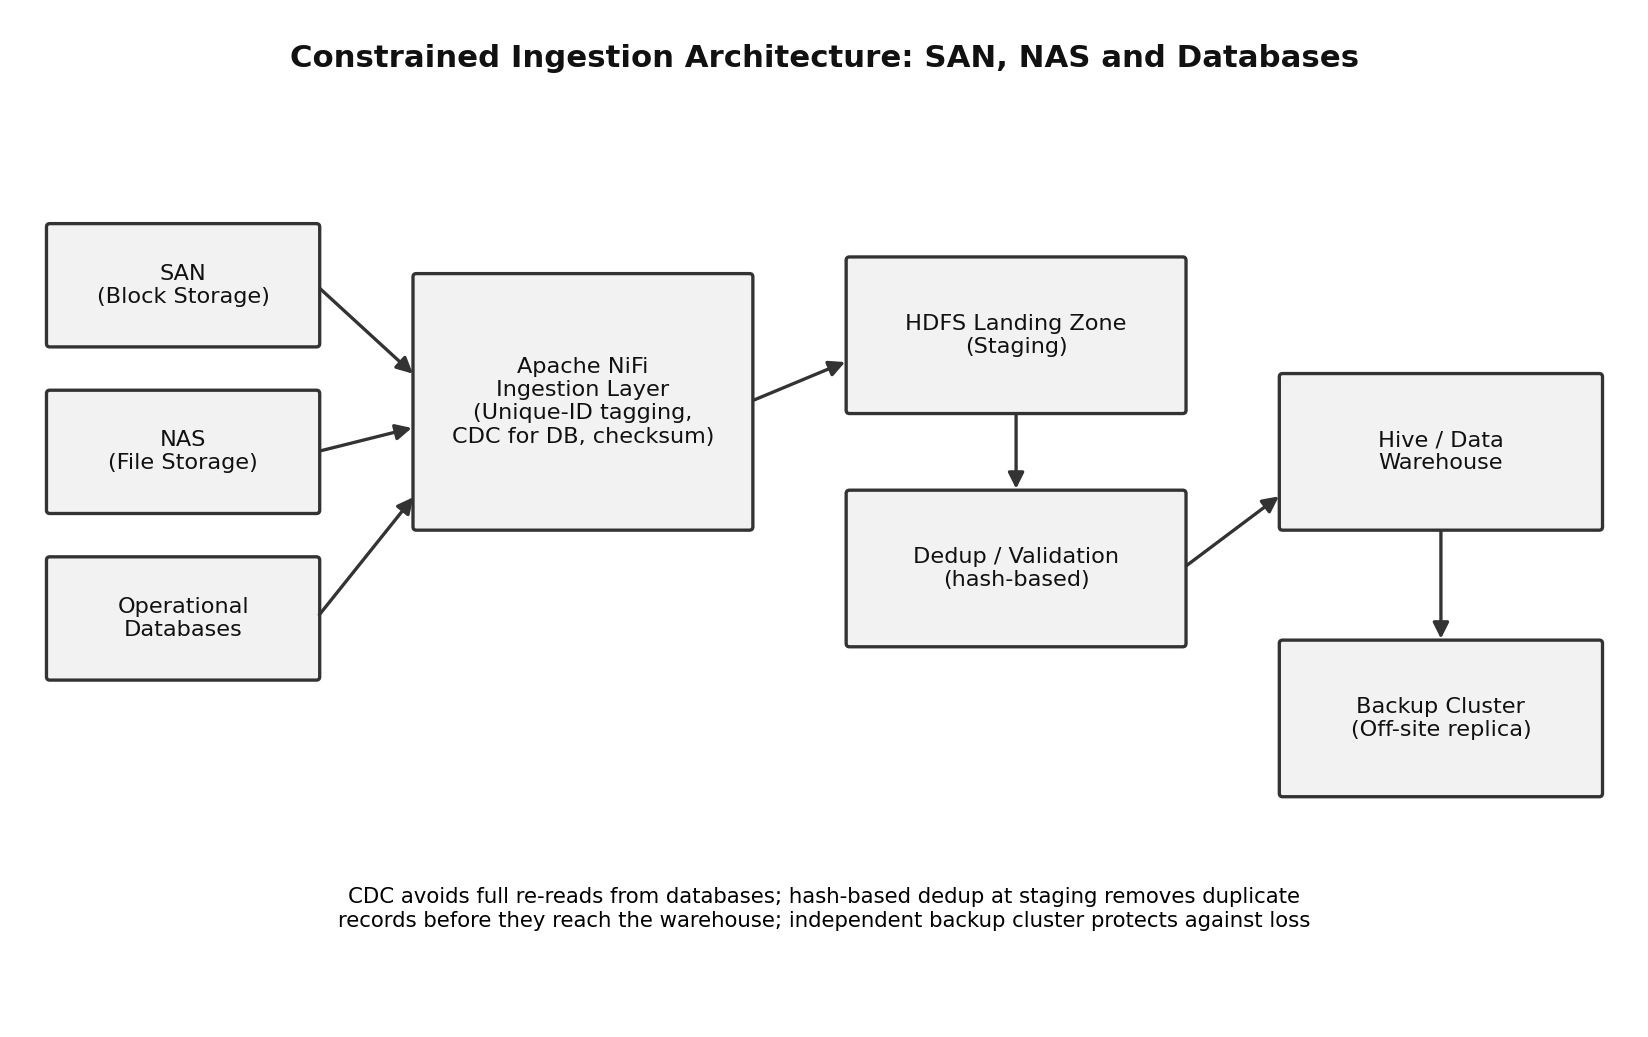 Constrained Ingestion Architecture: SAN, NAS and Databases
SAN
(Block Storage)
NAS
(File Storage)
Operational
Databases
Apache NiFi
Ingestion Layer
(Unique-ID tagging,
CDC for DB, checksum)
HDFS Landing Zone
(Staging)
Dedup / Validation
(hash-based)
Hive / Data
Warehouse
Backup Cluster
(Off-site replica)
CDC avoids full re-reads from databases; hash-based dedup at staging removes duplicate
records before they reach the warehouse; independent backup cluster protects against loss